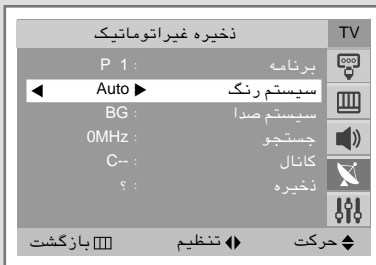 ذخیره غیراتوماتیک TV
برنامه : P 1
سیستم رنگ ▶ Auto ◀
سیستم صدا : BG
جستجو : 0MHz
کانال : C--
ذخیره : ؟
حرکت تنظیم بازگشت